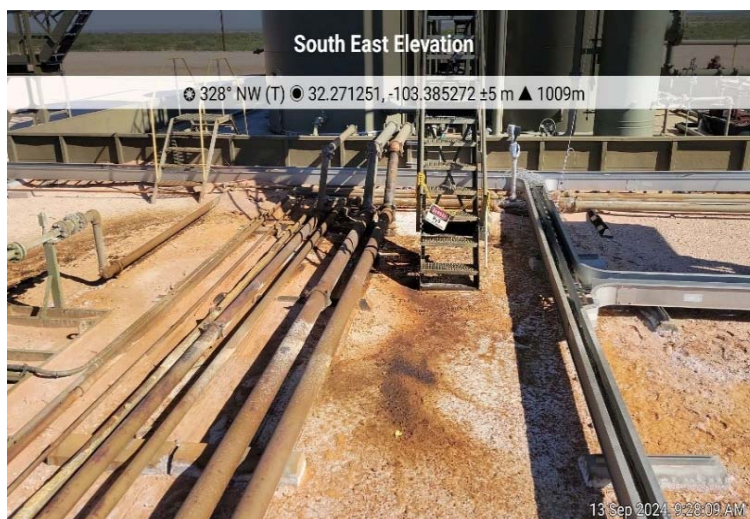 South East Elevation
328° NW (T) 32.271251, -103.385272 ±5 m ▲ 1009m
13 Sep 2024, 9:28:09 AM